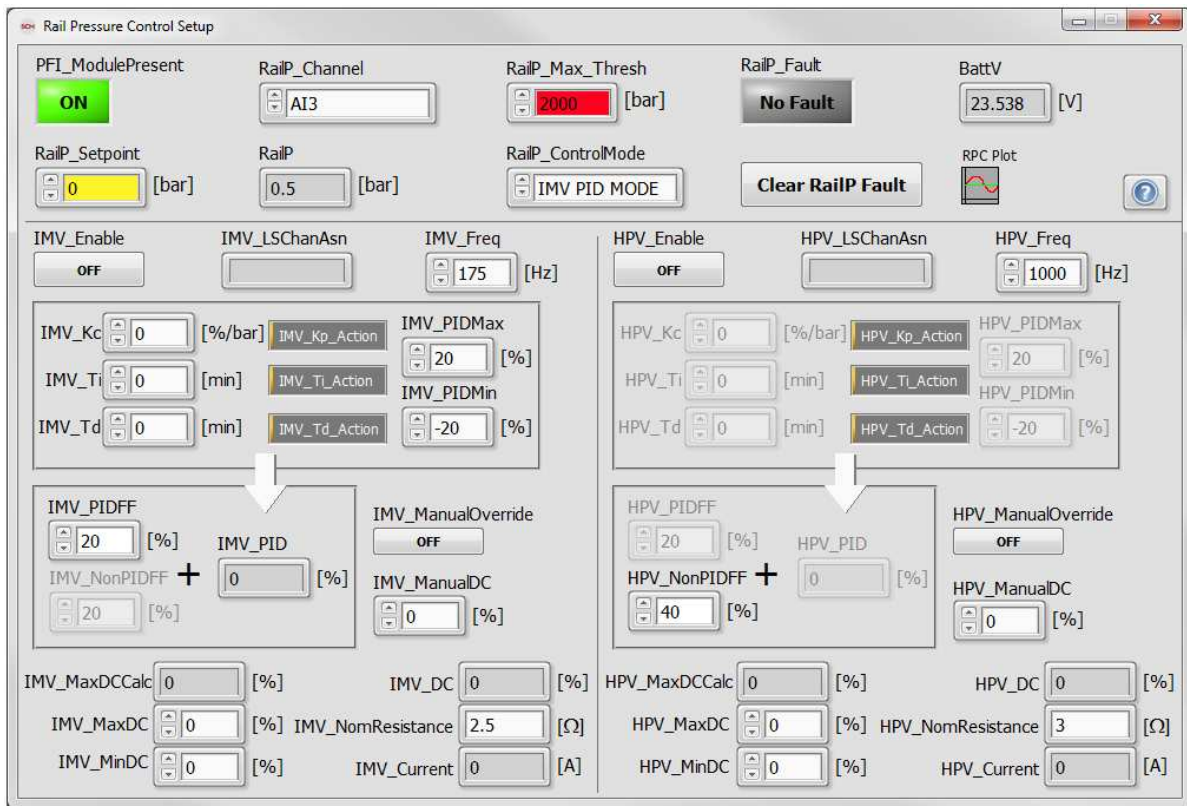 SCM Rail Pressure Control Setup
PFI_ModulePresent RailP_Channel RailP_Max_Thresh RailP_Fault BattV
ON AI3 2000 [bar] No Fault 23.538 [V]
RailP_Setpoint RailP RailP_ControlMode RPC Plot
0 [bar] 0.5 [bar] IMV PID MODE Clear RailP Fault ?
IMV_Enable IMV_LSChanAsn IMV_Freq
OFF 175 [Hz]
IMV_Kc 0 [%/bar] IMV_Kp_Action IMV_PIDMax
20 [%]
IMV_Ti 0 [min] IMV_Ti_Action
IMV_PIDMin
IMV_Td 0 [min] IMV_Td_Action -20 [%]
IMV_PIDFF
20 [%]
IMV_NonPIDFF + IMV_PID
20 [%] 0 [%]
IMV_ManualOverride
OFF
IMV_ManualDC
0 [%]
IMV_MaxDCCalc 0 [%] IMV_DC 0 [%]
IMV_MaxDC 0 [%] IMV_NomResistance 2.5 [Ω]
IMV_MinDC 0 [%] IMV_Current 0 [A]
HPV_Enable HPV_LSChanAsn HPV_Freq
OFF 1000 [Hz]
HPV_Kc 0 [%/bar] HPV_Kp_Action HPV_PIDMax
20 [%]
HPV_Ti 0 [min] HPV_Ti_Action
HPV_PIDMin
HPV_Td 0 [min] HPV_Td_Action -20 [%]
HPV_PIDFF
20 [%]
HPV_NonPIDFF + HPV_PID
40 [%] 0 [%]
HPV_ManualOverride
OFF
HPV_ManualDC
0 [%]
HPV_MaxDCCalc 0 [%] HPV_DC 0 [%]
HPV_MaxDC 0 [%] HPV_NomResistance 3 [Ω]
HPV_MinDC 0 [%] HPV_Current 0 [A]